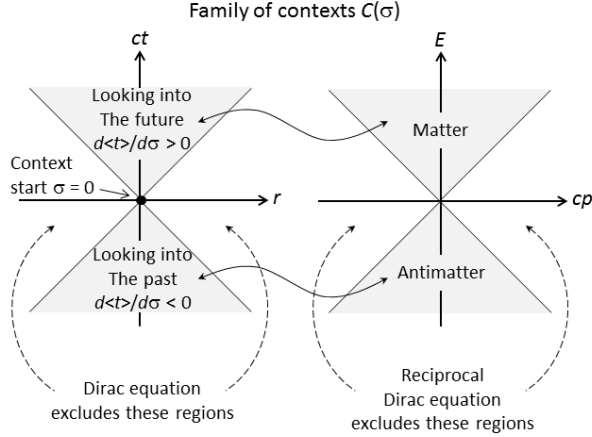 Family of contexts C(σ)
ct
Looking into
The future
d<t>/dσ > 0
Context
start σ = 0
r
Looking into
The past
d<t>/dσ < 0
Dirac equation
excludes these regions
E
Matter
cp
Antimatter
Reciprocal
Dirac equation
excludes these regions